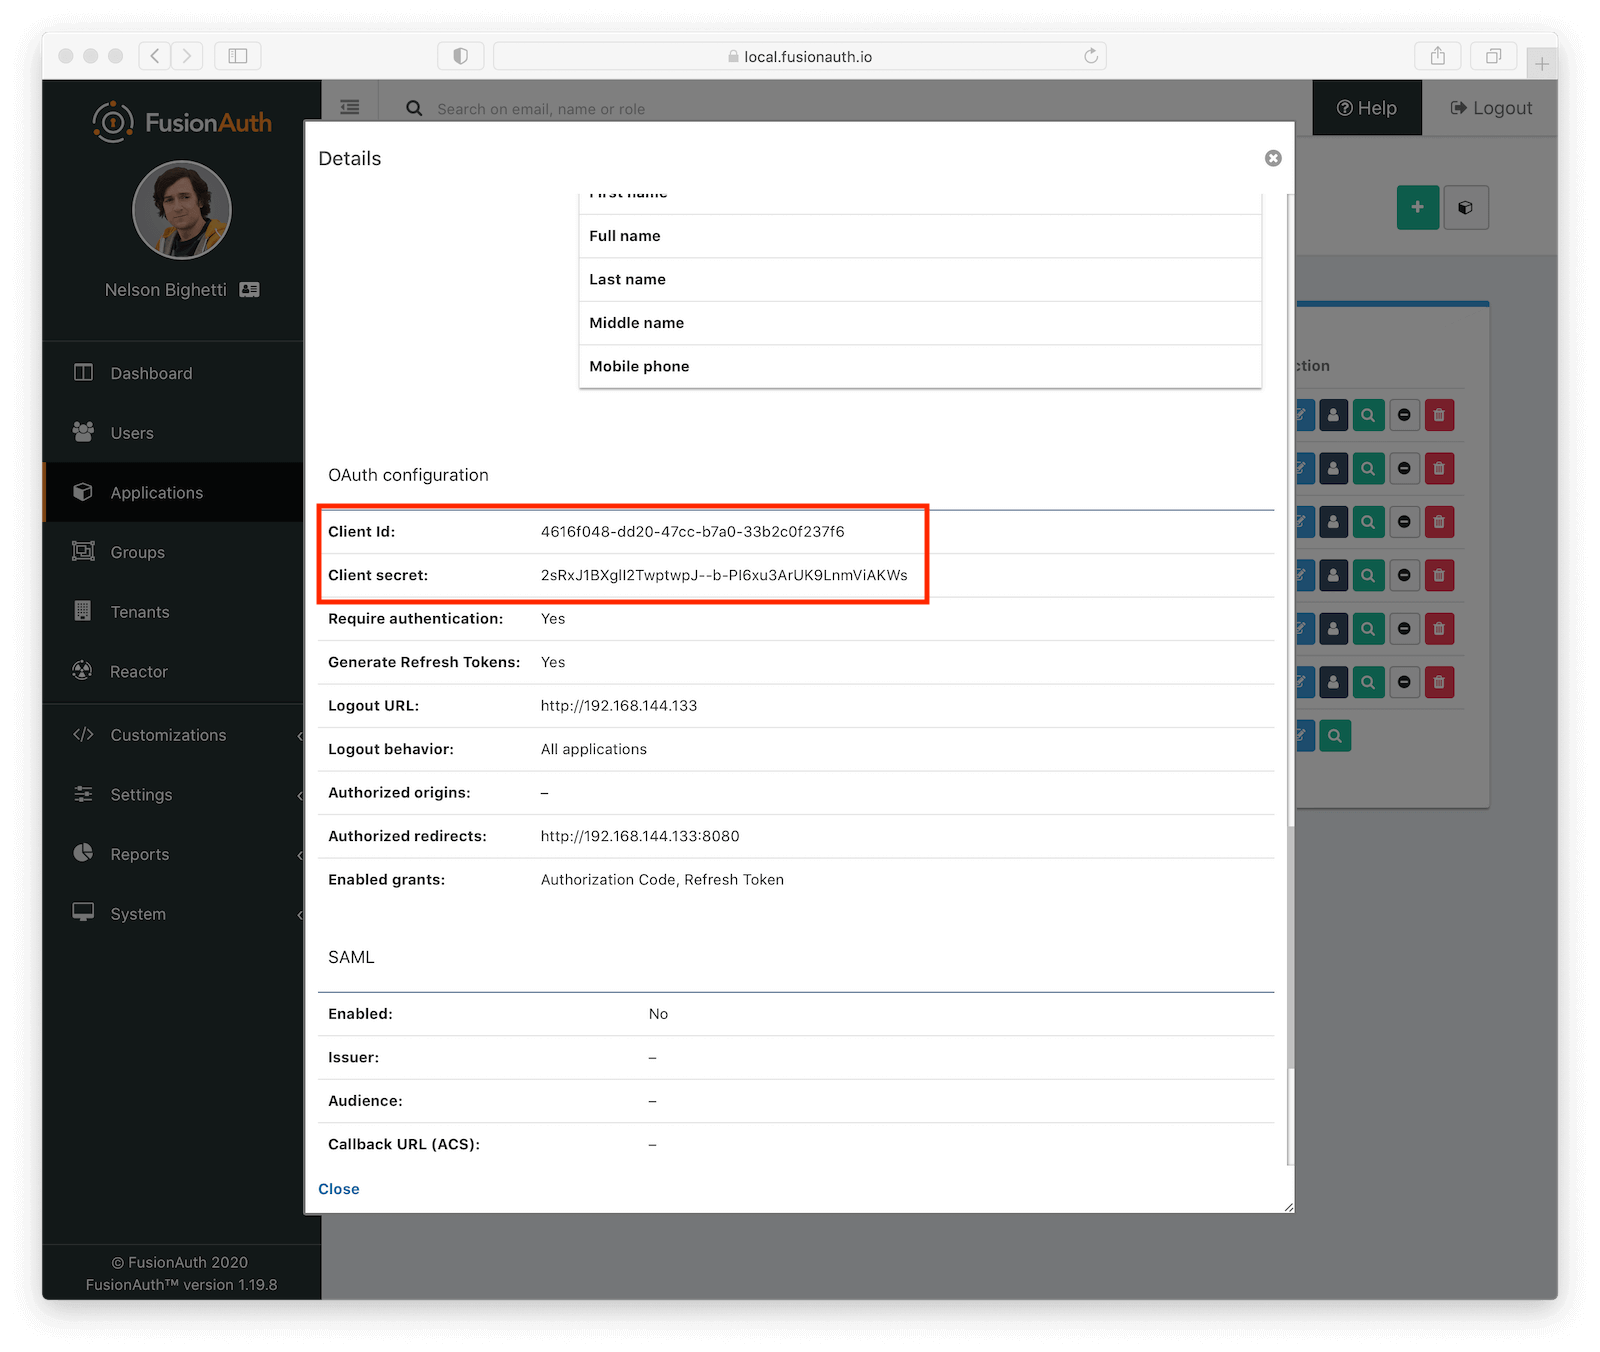 local.fusionauth.io
FusionAuth
Search on email, name or role
Help
Logout
Nelson Bighetti
Dashboard
Users
Applications
Groups
Tenants
Reactor
Customizations
Settings
Reports
System
© FusionAuth 2020
FusionAuth™ version 1.19.8
Details
First name
Full name
Last name
Middle name
Mobile phone
OAuth configuration
Client Id: 4616f048-dd20-47cc-b7a0-33b2c0f237f6
Client secret: 2sRxJ1BXglI2TwptwpJ--b-PI6xu3ArUK9LnmViAKWs
Require authentication: Yes
Generate Refresh Tokens: Yes
Logout URL: http://192.168.144.133
Logout behavior: All applications
Authorized origins: –
Authorized redirects: http://192.168.144.133:8080
Enabled grants: Authorization Code, Refresh Token
SAML
Enabled: No
Issuer: –
Audience: –
Callback URL (ACS): –
Close
ction